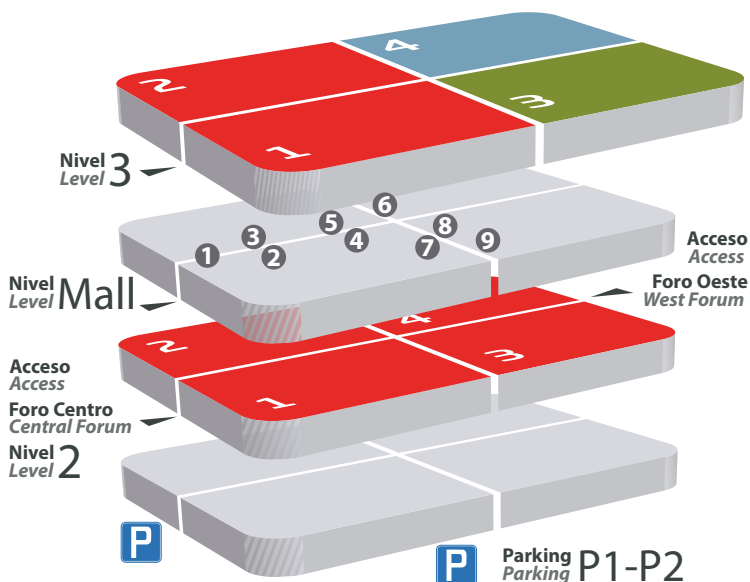 4
2
3
1
Nivel
Level 3
6
5
8
3
4
7
9
1
2
Acceso
Access
Nivel
Level Mall
Foro Oeste
West Forum
4
2
3
Acceso
Access
1
Foro Centro
Central Forum
Nivel
Level 2
P
P
Parking
Parking P1-P2